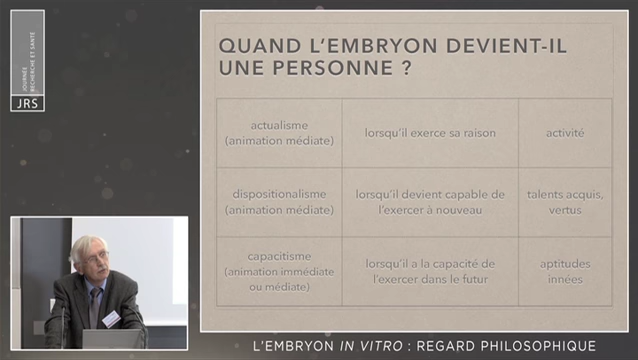 JOURNÉE
RECHERCHE ET SANTÉ
JRS
QUAND L'EMBRYON DEVIENT-IL
UNE PERSONNE ?
actualisme
(animation médiate)
lorsqu'il exerce sa raison
activité
dispositionalisme
(animation médiate)
lorsqu'il devient capable de
l'exercer à nouveau
talents acquis,
vertus
capacitisme
(animation immédiate
ou médiate)
lorsqu'il a la capacité de
l'exercer dans le futur
aptitudes
innées
L'EMBRYON IN VITRO : REGARD PHILOSOPHIQUE